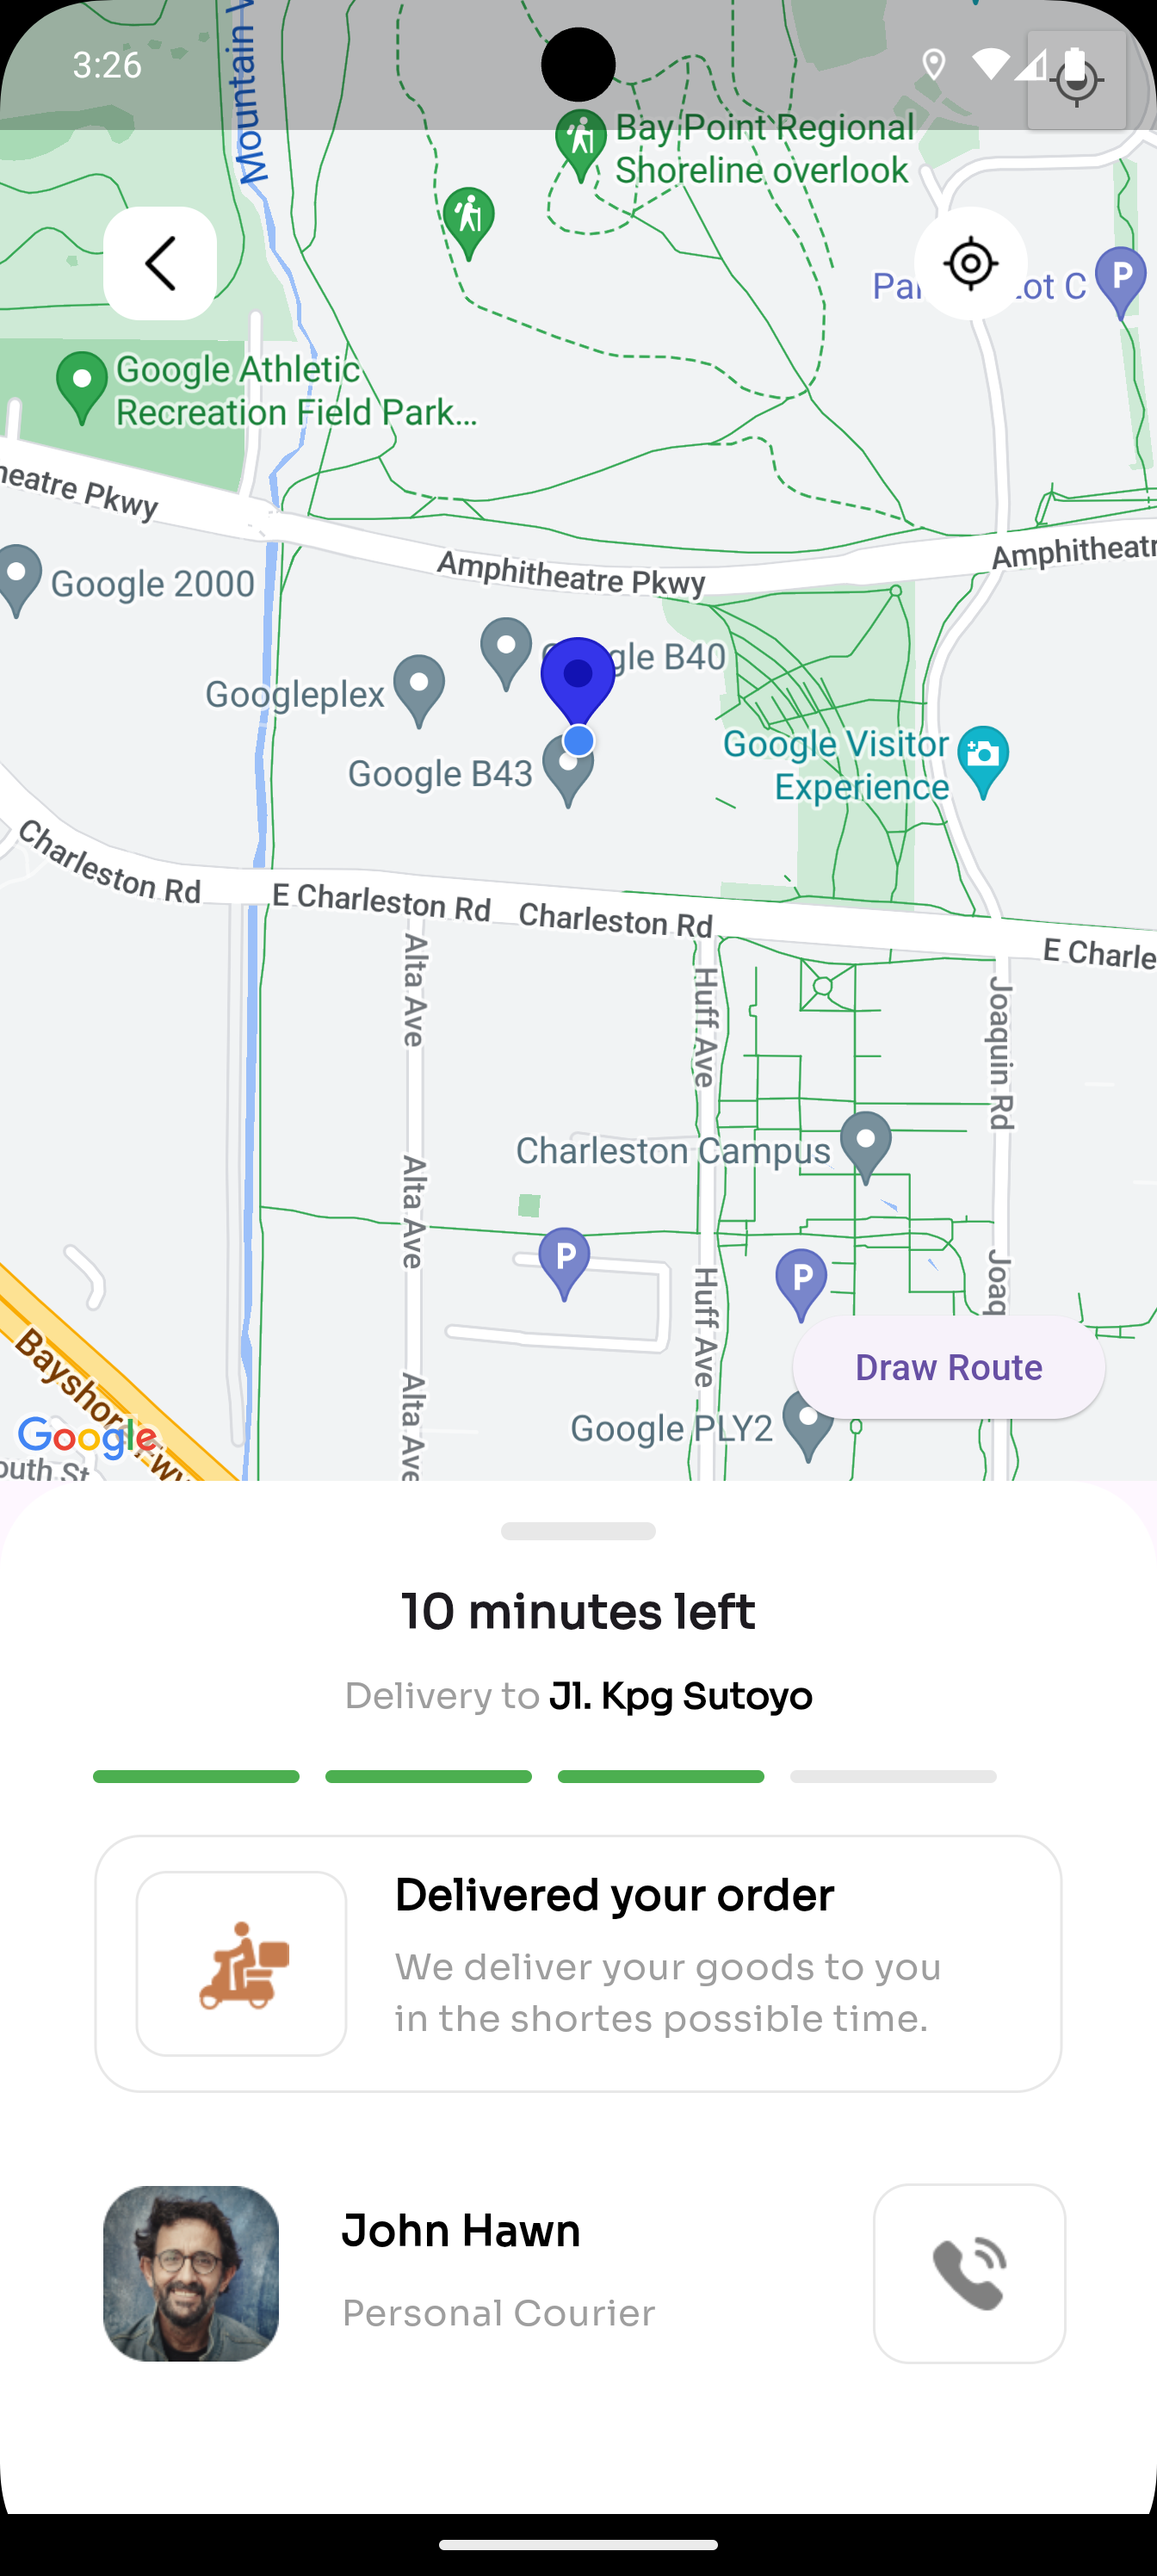 3:26
Mountain V
Bay Point Regional
Shoreline overlook
P
Google Athletic
Recreation Field Park...
heatre Pkwy
Amphitheatre Pkwy
Amphitheatr
Google 2000
gle B40
Googleplex
Google B43
Google Visitor
Experience
Charleston Rd
E Charleston Rd
Charleston Rd
E Charle
Alta Ave
Huff Ave
Joaquin Rd
Charleston Campus
Alta Ave
P
P
Huff Ave
Joaq
Draw Route
Alta Ave
Google PLY2
Google
outh St
10 minutes left
Delivery to Jl. Kpg Sutoyo
Delivered your order
We deliver your goods to you
in the shortes possible time.
John Hawn
Personal Courier